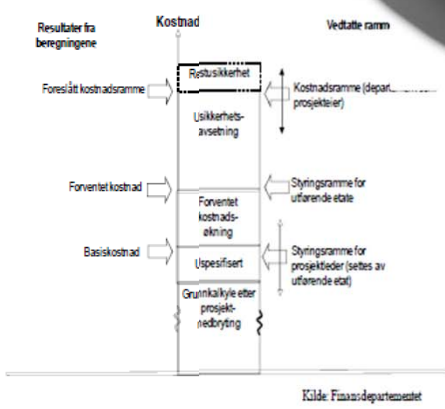 Resultater fra
beregningene
Kostnad
Vedtatte ramm
Restusikkerhet
Foreslått kostnadsramme
Kostnadsramme (depar
prosjekteier)
Usikkerhets-
avsetning
Forventet kostnad
Styringsramme for
utførende etate
Forventet
kostnads-
økning
Basiskostnad
Styringsramme for
prosjektleder (settes av
utførende etat)
Uspesifisert
Grunnkalkyle etter
prosjekt-
nedbryting
Kilde: Finansdepartementet